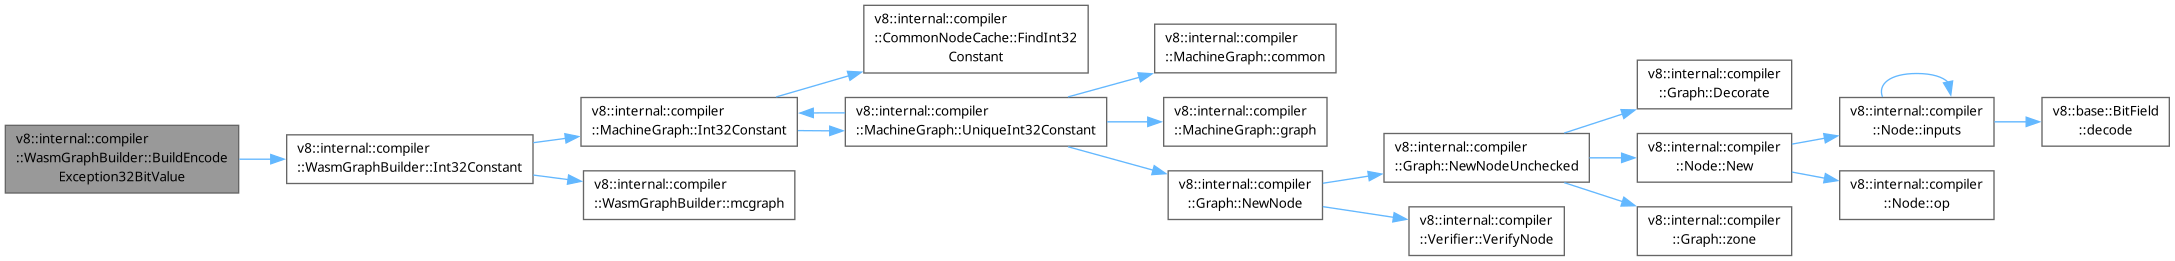 v8::internal::compiler
::WasmGraphBuilder::BuildEncode
Exception32BitValue
v8::internal::compiler
::WasmGraphBuilder::Int32Constant
v8::internal::compiler
::MachineGraph::Int32Constant
v8::internal::compiler
::WasmGraphBuilder::mcgraph
v8::internal::compiler
::CommonNodeCache::FindInt32
Constant
v8::internal::compiler
::MachineGraph::UniqueInt32Constant
v8::internal::compiler
::MachineGraph::common
v8::internal::compiler
::MachineGraph::graph
v8::internal::compiler
::Graph::NewNode
v8::internal::compiler
::Graph::NewNodeUnchecked
v8::internal::compiler
::Verifier::VerifyNode
v8::internal::compiler
::Graph::Decorate
v8::internal::compiler
::Node::New
v8::internal::compiler
::Graph::zone
v8::internal::compiler
::Node::inputs
v8::internal::compiler
::Node::op
v8::base::BitField
::decode